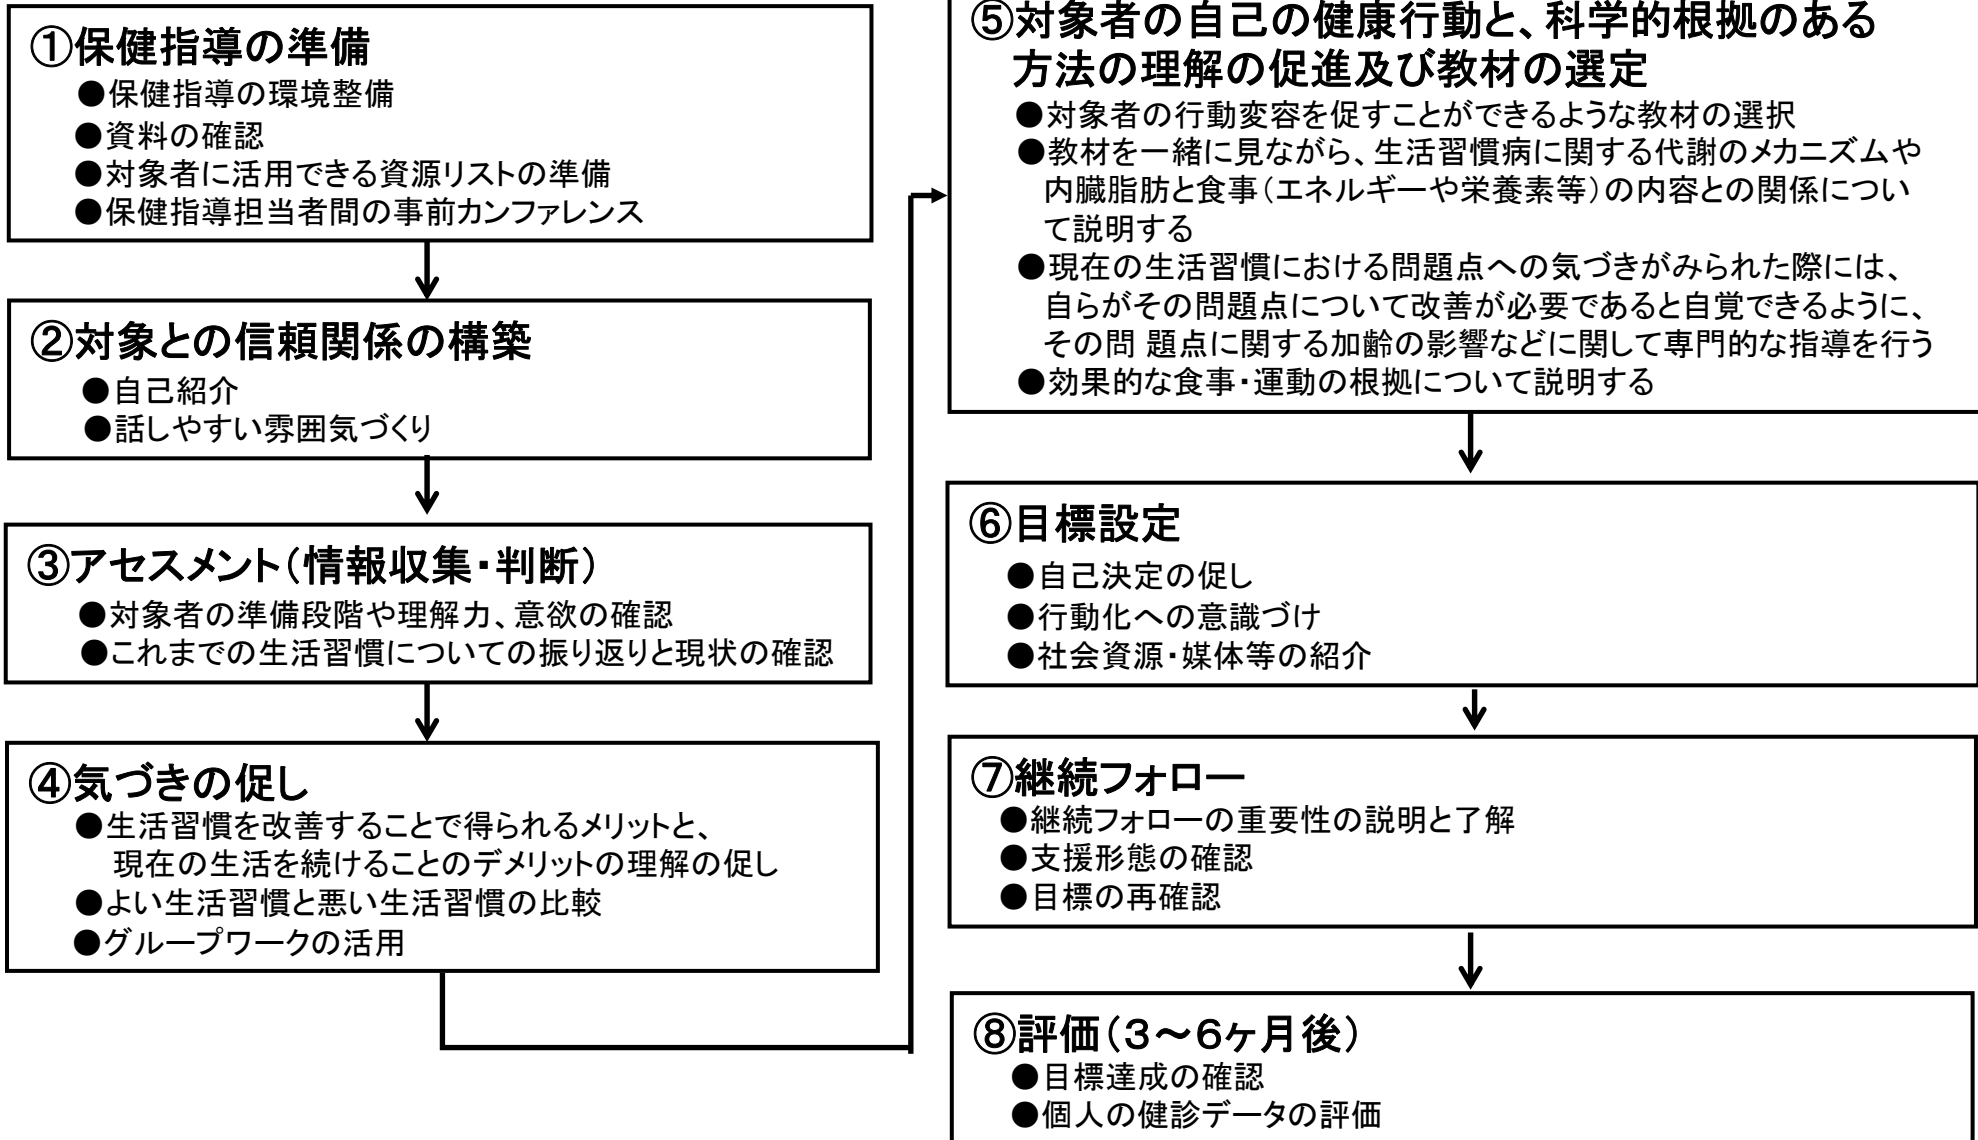 ①保健指導の準備
●保健指導の環境整備
●資料の確認
●対象者に活用できる資源リストの準備
●保健指導担当者間の事前カンファレンス
②対象との信頼関係の構築
●自己紹介
●話しやすい雰囲気づくり
③アセスメント（情報収集・判断）
●対象者の準備段階や理解力、意欲の確認
●これまでの生活習慣についての振り返りと現状の確認
④気づきの促し
●生活習慣を改善することで得られるメリットと、
現在の生活を続けることのデメリットの理解の促し
●よい生活習慣と悪い生活習慣の比較
●グループワークの活用
⑤対象者の自己の健康行動と、科学的根拠のある
方法の理解の促進及び教材の選定
●対象者の行動変容を促すことができるような教材の選択
●教材を一緒に見ながら、生活習慣病に関する代謝のメカニズムや
内臓脂肪と食事（エネルギーや栄養素等）の内容との関係につい
て説明する
●現在の生活習慣における問題点への気づきがみられた際には、
自らがその問題点について改善が必要であると自覚できるように、
その問 題点に関する加齢の影響などに関して専門的な指導を行う
●効果的な食事・運動の根拠について説明する
⑥目標設定
●自己決定の促し
●行動化への意識づけ
●社会資源・媒体等の紹介
⑦継続フォロー
●継続フォローの重要性の説明と了解
●支援形態の確認
●目標の再確認
⑧評価（３～６ヶ月後）
●目標達成の確認
●個人の健診データの評価